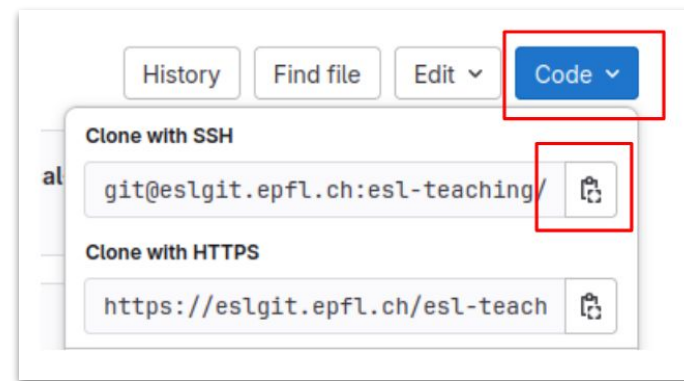 History Find file Edit Code
Clone with SSH
al
git@eslgit.epfl.ch:esl-teaching/
Clone with HTTPS
https://eslgit.epfl.ch/esl-teach